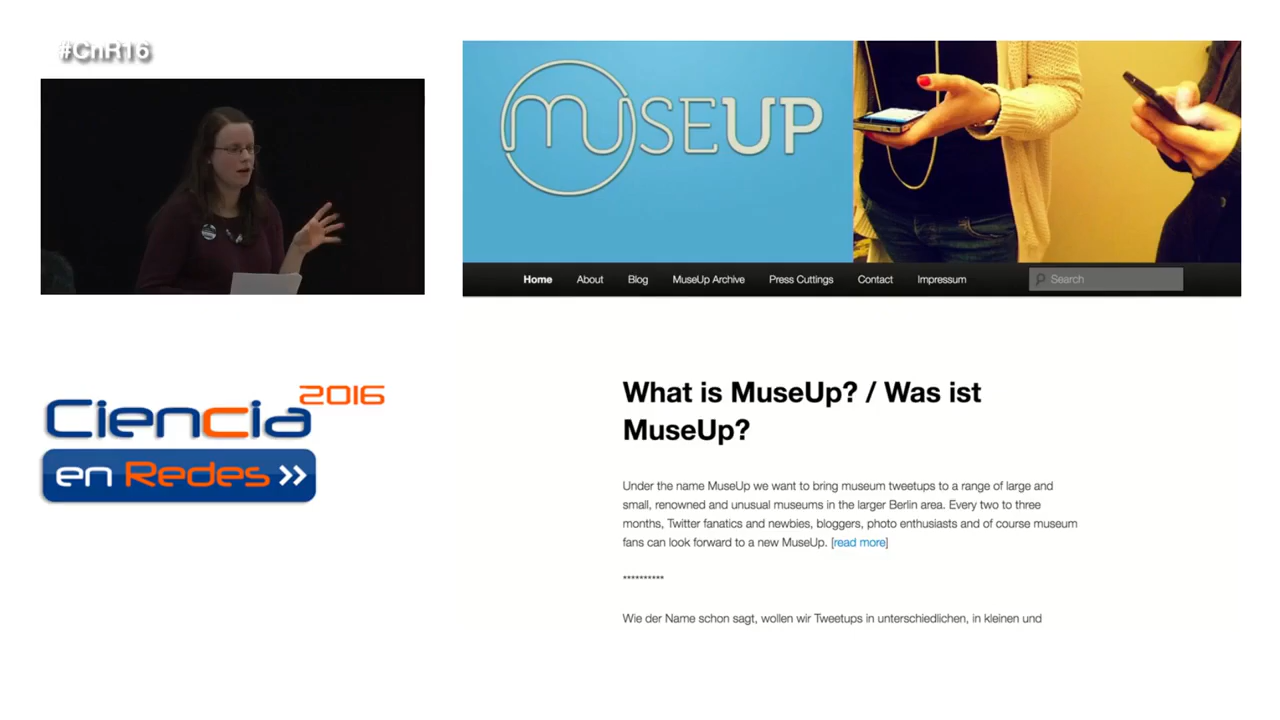 #CnR16
MUSEUP
Home About Blog MuseUp Archive Press Cuttings Contact Impressum Search
What is MuseUp? / Was ist
MuseUp?
Under the name MuseUp we want to bring museum tweetups to a range of large and
small, renowned and unusual museums in the larger Berlin area. Every two to three
months, Twitter fanatics and newbies, bloggers, photo enthusiasts and of course museum
fans can look forward to a new MuseUp. [read more]
**********
Wie der Name schon sagt, wollen wir Tweetups in unterschiedlichen, in kleinen und
2016
Ciencia
en Redes >>